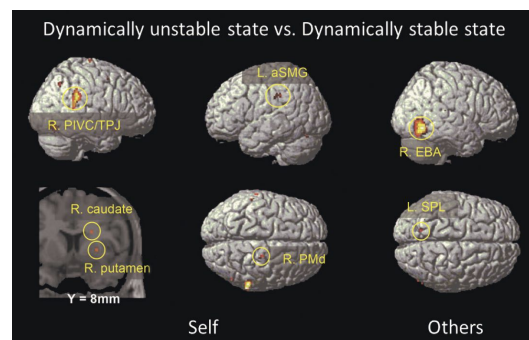 Dynamically unstable state vs. Dynamically stable state
R. PIVC/TPJ
L. aSMG
R. EBA
R. caudate
R. putamen
Y = 8mm
R. PMd
L. SPL
Self
Others